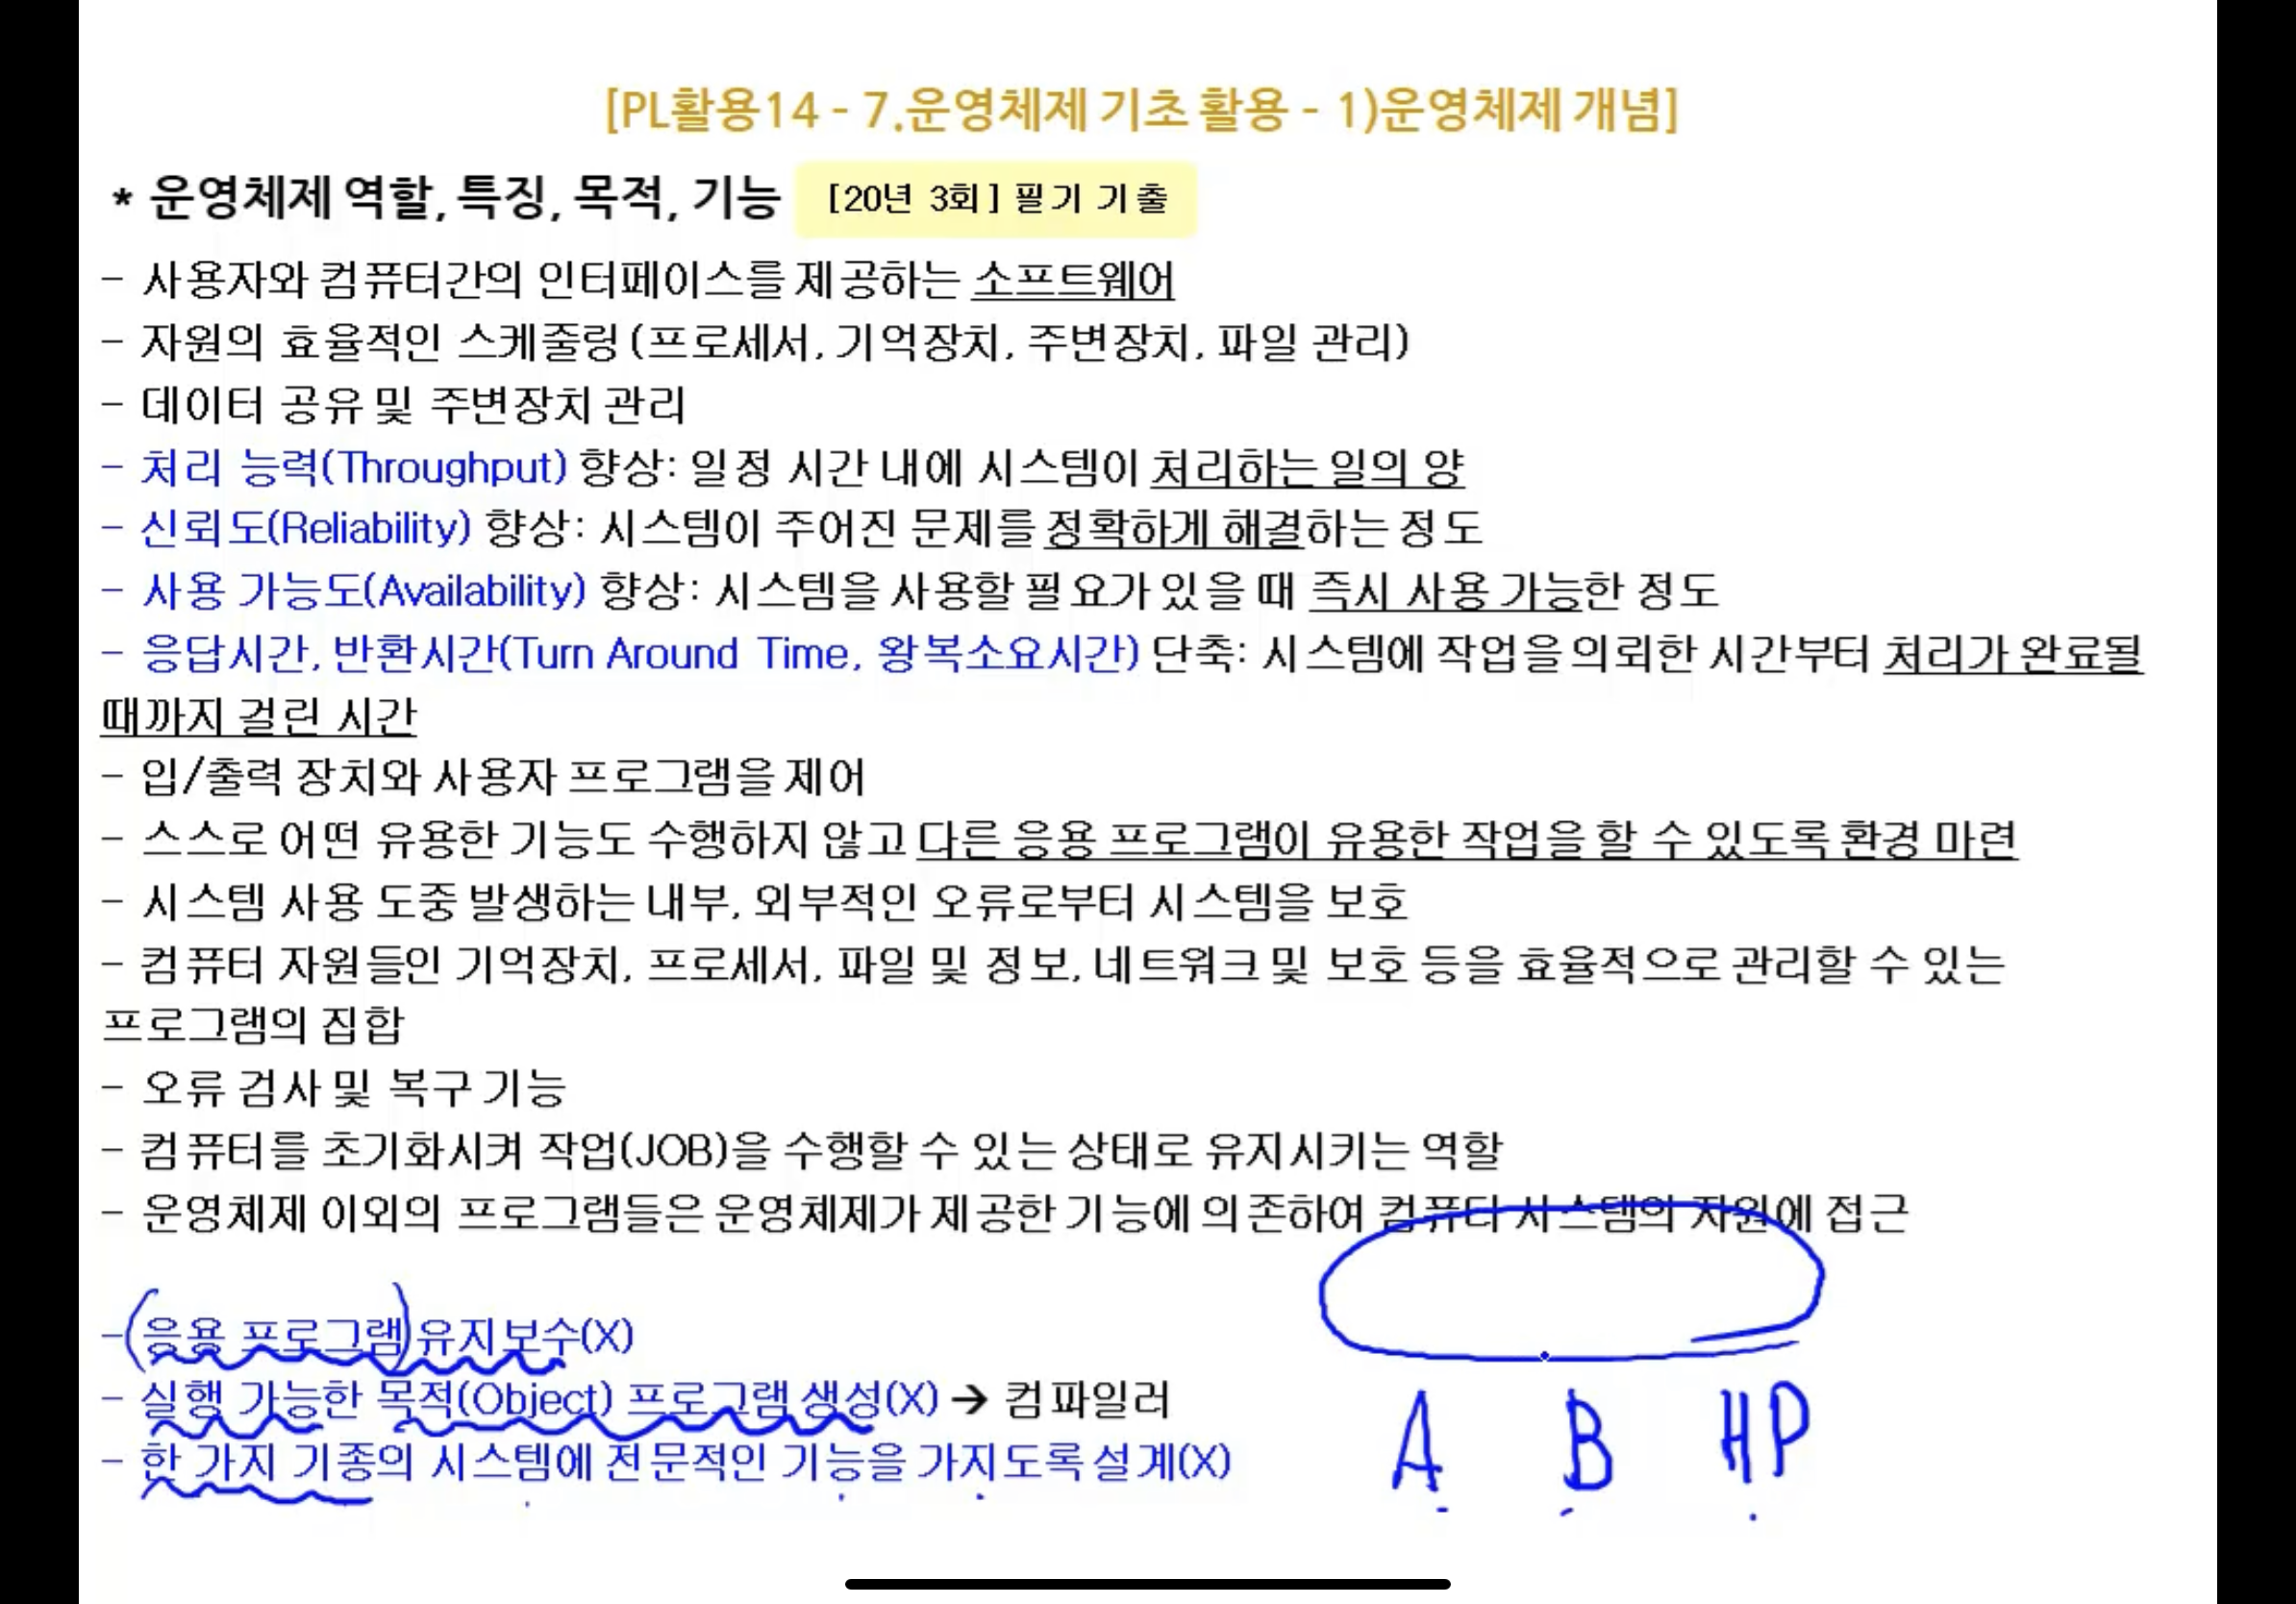 [PL활용14 - 7.운영체제 기초 활용 - 1)운영체제 개념]
* 운영체제 역할, 특징, 목적, 기능 [20년 3회] 필기 기출
- 사용자와 컴퓨터간의 인터페이스를 제공하는 소프트웨어
- 자원의 효율적인 스케줄링(프로세서, 기억장치, 주변장치, 파일 관리)
- 데이터 공유 및 주변장치 관리
- 처리 능력(Throughput) 향상: 일정 시간 내에 시스템이 처리하는 일의 양
- 신뢰도(Reliability) 향상: 시스템이 주어진 문제를 정확하게 해결하는 정도
- 사용 가능도(Availability) 향상: 시스템을 사용할 필요가 있을 때 즉시 사용 가능한 정도
- 응답시간, 반환시간(Turn Around Time, 왕복소요시간) 단축: 시스템에 작업을 의뢰한 시간부터 처리가 완료될
때까지 걸린 시간
- 입/출력 장치와 사용자 프로그램을 제어
- 스스로 어떤 유용한 기능도 수행하지 않고 다른 응용 프로그램이 유용한 작업을 할 수 있도록 환경 마련
- 시스템 사용 도중 발생하는 내부, 외부적인 오류로부터 시스템을 보호
- 컴퓨터 자원들인 기억장치, 프로세서, 파일 및 정보, 네트워크 및 보호 등을 효율적으로 관리할 수 있는
프로그램의 집합
- 오류 검사 및 복구 기능
- 컴퓨터를 초기화시켜 작업(JOB)을 수행할 수 있는 상태로 유지시키는 역할
- 운영체제 이외의 프로그램들은 운영체제가 제공한 기능에 의존하여 컴퓨터 시스템의 자원에 접근
- (응용 프로그램) 유지보수(X)
- 실행 가능한 목적(Object) 프로그램 생성(X) → 컴파일러
- 한 가지 기종의 시스템에 전문적인 기능을 가지도록 설계(X)
A B HP